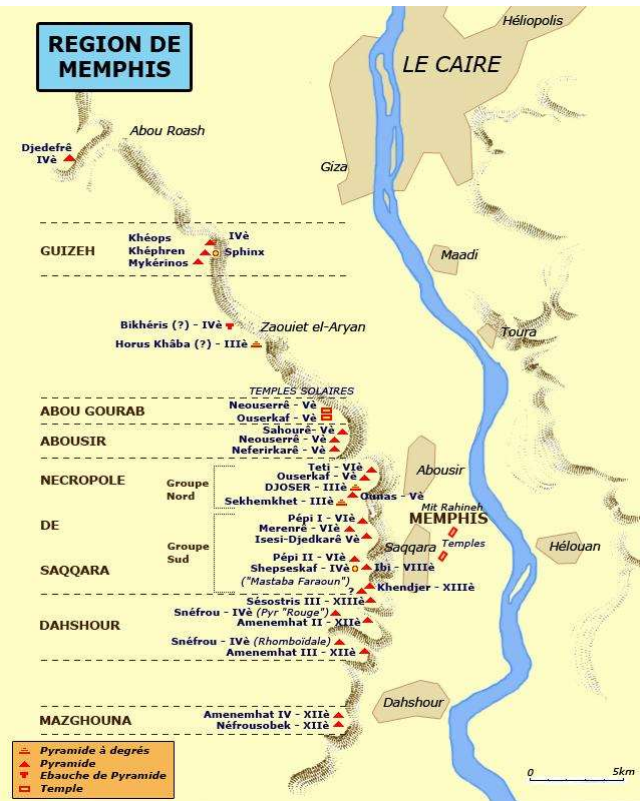 REGION DE
MEMPHIS
Héliopolis
LE CAIRE
Abou Roash
Djedefrê
IVè
Giza
GUIZEH
Khéops
IVè
Khéphren
Sphinx
Mykérinos
Maadi
Bikhéris (?) - IVè
Zaouiet el-Aryan
Horus Khâba (?) - IIIè
Toura
TEMPLES SOLAIRES
ABOU GOURAB
Neouserrê - Vè
Ouserkaf - Vè
ABOUSIR
Sahourê- Vè
Neouserrê - Vè
Neferirkarê - Vè
NECROPOLE
DE
SAQQARA
Groupe
Nord
Teti - VIè
Ouserkaf - Vè
DJOSER - IIIè
Ounas - Vè
Sekhemkhet - IIIè
Abousir
Mit Rahineh
MEMPHIS
Temples
Saqqara
Hélouan
Groupe
Sud
Pépi I - VIè
Merenrê - VIè
Isesi-Djedkarê Vè
Pépi II - VIè
Shepseskaf - IVè
Ibi - VIIIè
("Mastaba Faraoun")
?
Khendjer - XIIIè
DAHSHOUR
Sésostris III - XIIIè
Snéfrou - IVè (Pyr "Rouge")
Amenemhat II - XIIè
Snéfrou - IVè (Rhomboïdale)
Amenemhat III - XIIè
Dahshour
MAZGHOUNA
Amenemhat IV - XIIè
Néfrousobek - XIIè
Pyramide à degrés
Pyramide
Ebauche de Pyramide
Temple
0 5km